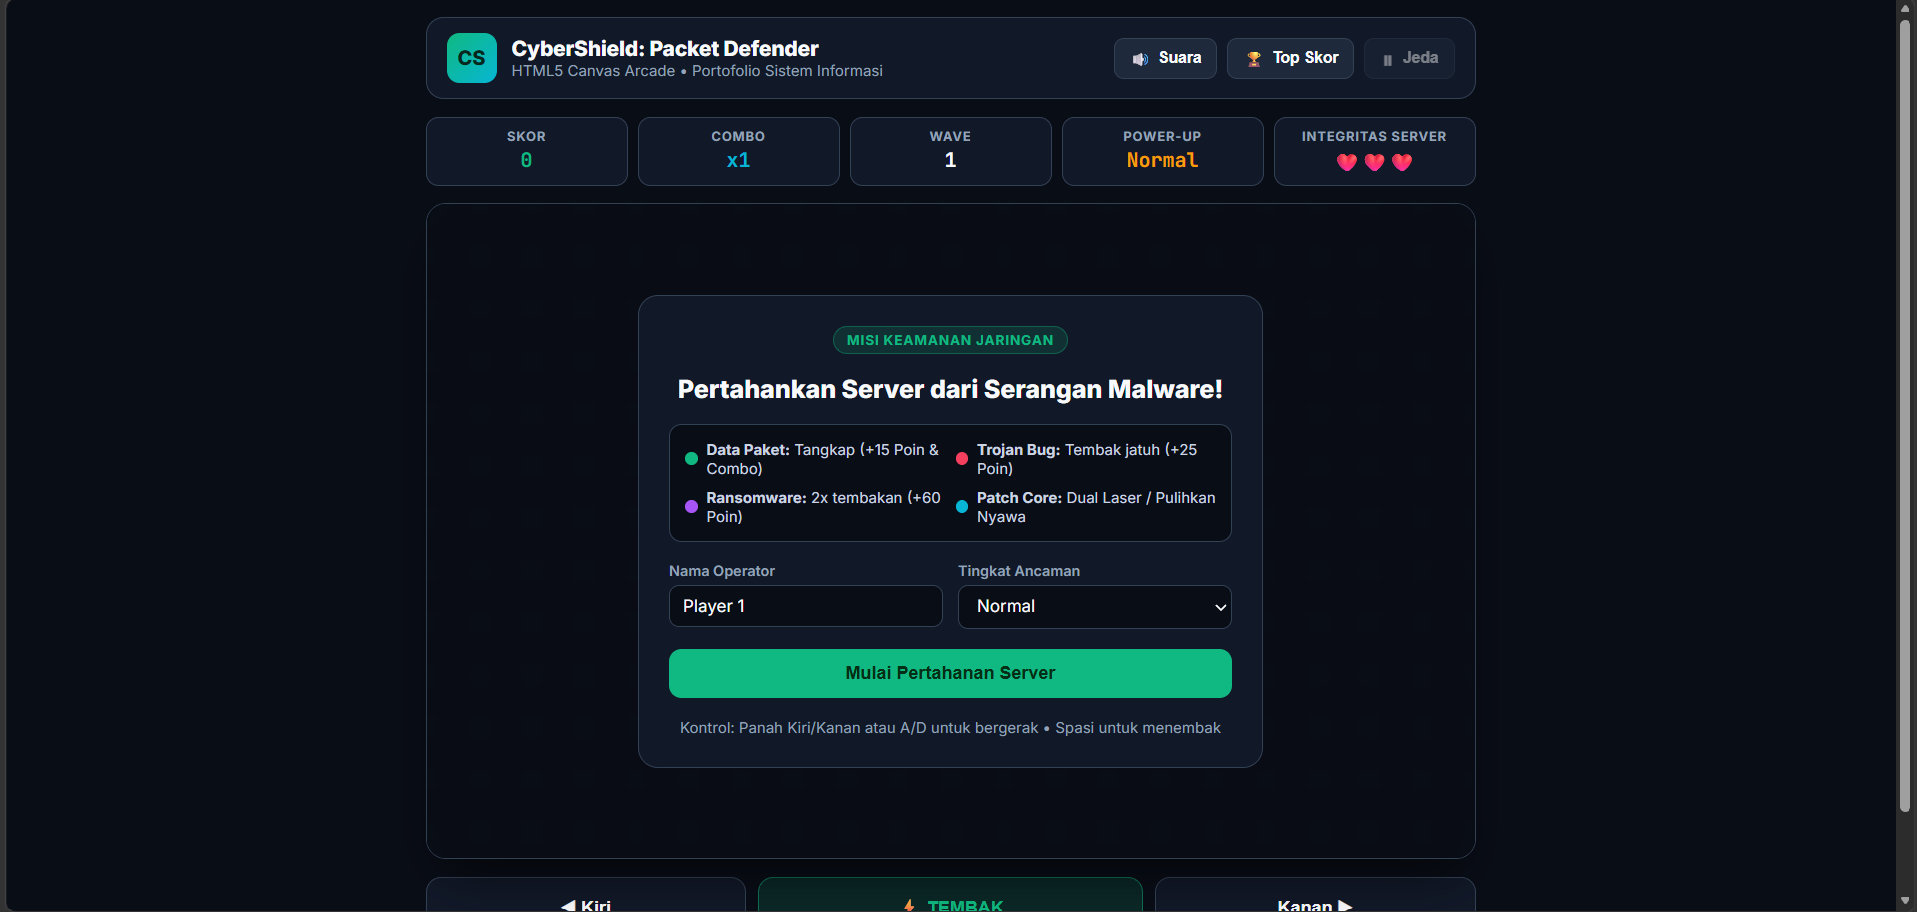 CS
CyberShield: Packet Defender
HTML5 Canvas Arcade • Portofolio Sistem Informasi
Suara
Top Skor
Jeda
SKOR
0
COMBO
x1
WAVE
1
POWER-UP
Normal
INTEGRITAS SERVER
MISI KEAMANAN JARINGAN
Pertahankan Server dari Serangan Malware!
Data Paket: Tangkap (+15 Poin &
Combo)
Trojan Bug: Tembak jatuh (+25
Poin)
Ransomware: 2x tembakan (+60
Poin)
Patch Core: Dual Laser / Pulihkan
Nyawa
Nama Operator
Player 1
Tingkat Ancaman
Normal
Mulai Pertahanan Server
Kontrol: Panah Kiri/Kanan atau A/D untuk bergerak • Spasi untuk menembak
◀ Kiri
TEMBAK
Kanan ▶